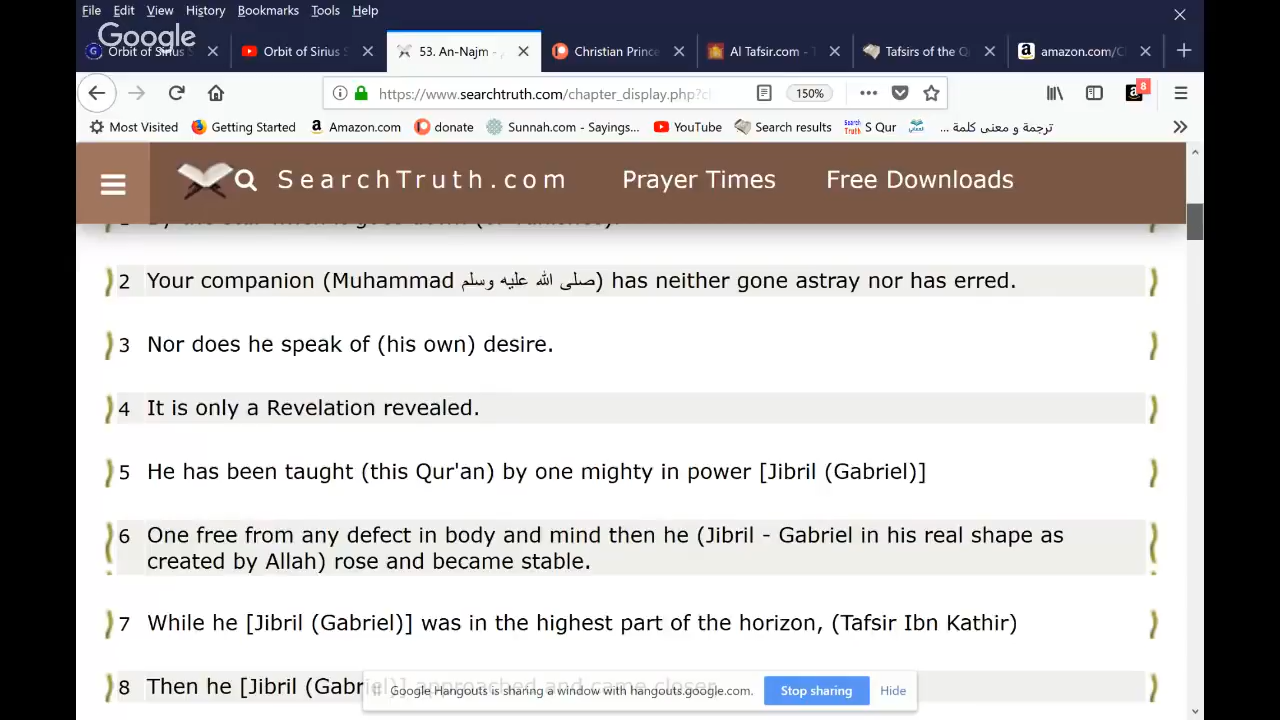 File Edit View History Bookmarks Tools Help
Google
Orbit of Sirius Orbit of Sirius 53. An-Najm - Christian Prince Al Tafsir.com - Tafsirs of the Q amazon.com/
https://www.searchtruth.com/chapter_display.php?c 150%
8
Most Visited Getting Started Amazon.com donate Sunnah.com - Sayings... YouTube Search results S Qur ترجمة و معنى كلمة ...
SearchTruth.com Prayer Times Free Downloads
2 Your companion (Muhammad صلى الله عليه وسلم) has neither gone astray nor has erred.
3 Nor does he speak of (his own) desire.
4 It is only a Revelation revealed.
5 He has been taught (this Qur'an) by one mighty in power [Jibril (Gabriel)]
6 One free from any defect in body and mind then he (Jibril - Gabriel in his real shape as
created by Allah) rose and became stable.
7 While he [Jibril (Gabriel)] was in the highest part of the horizon, (Tafsir Ibn Kathir)
8 Then he [Jibril (Gabriel)] approached and came closer
Google Hangouts is sharing a window with hangouts.google.com. Stop sharing Hide